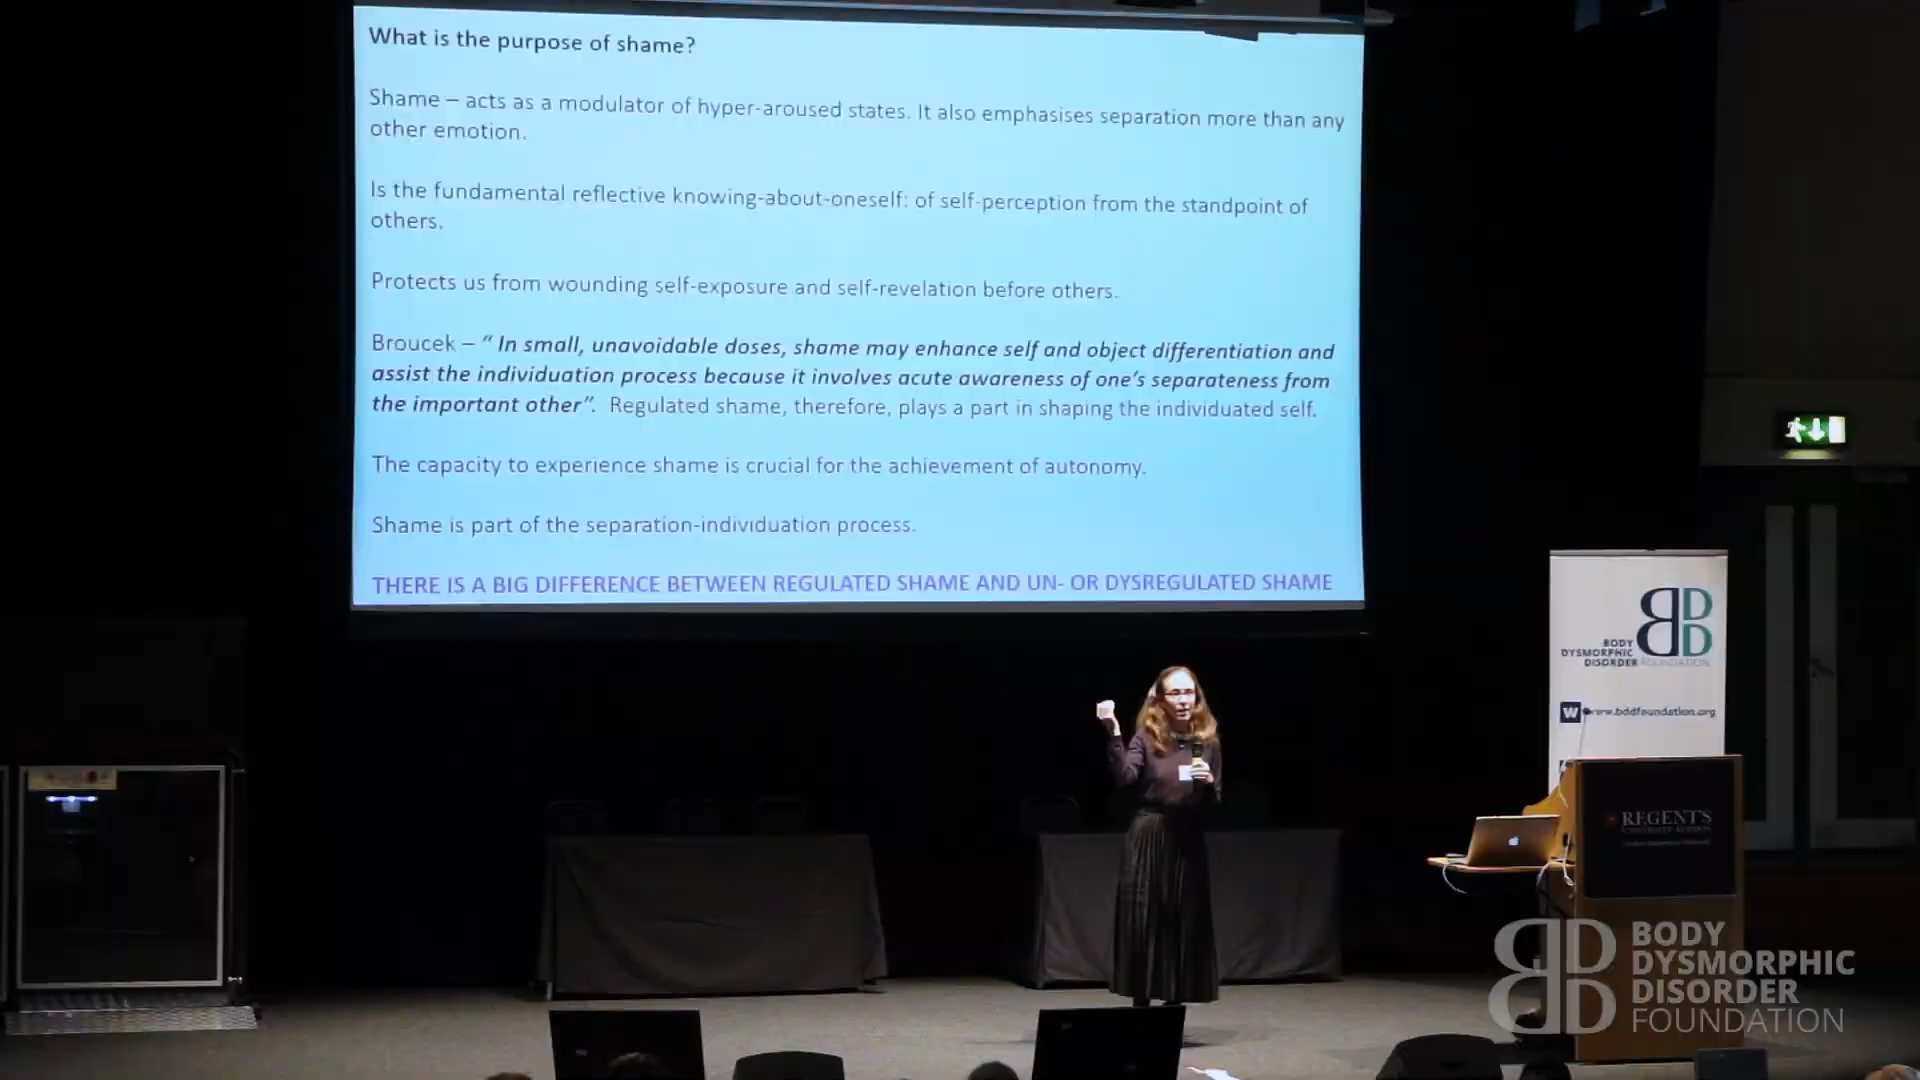 What is the purpose of shame?
Shame – acts as a modulator of hyper-aroused states. It also emphasises separation more than any
other emotion.
Is the fundamental reflective knowing-about-oneself: of self-perception from the standpoint of
others.
Protects us from wounding self-exposure and self-revelation before others.
Broucek – “ In small, unavoidable doses, shame may enhance self and object differentiation and
assist the individuation process because it involves acute awareness of one’s separateness from
the important other”. Regulated shame, therefore, plays a part in shaping the individuated self.
The capacity to experience shame is crucial for the achievement of autonomy.
Shame is part of the separation-individuation process.
THERE IS A BIG DIFFERENCE BETWEEN REGULATED SHAME AND UN- OR DYSREGULATED SHAME
BODY
DYSMORPHIC
DISORDER FOUNDATION
W www.bddfoundation.org
REGENT'S
BODY
DYSMORPHIC
DISORDER
FOUNDATION